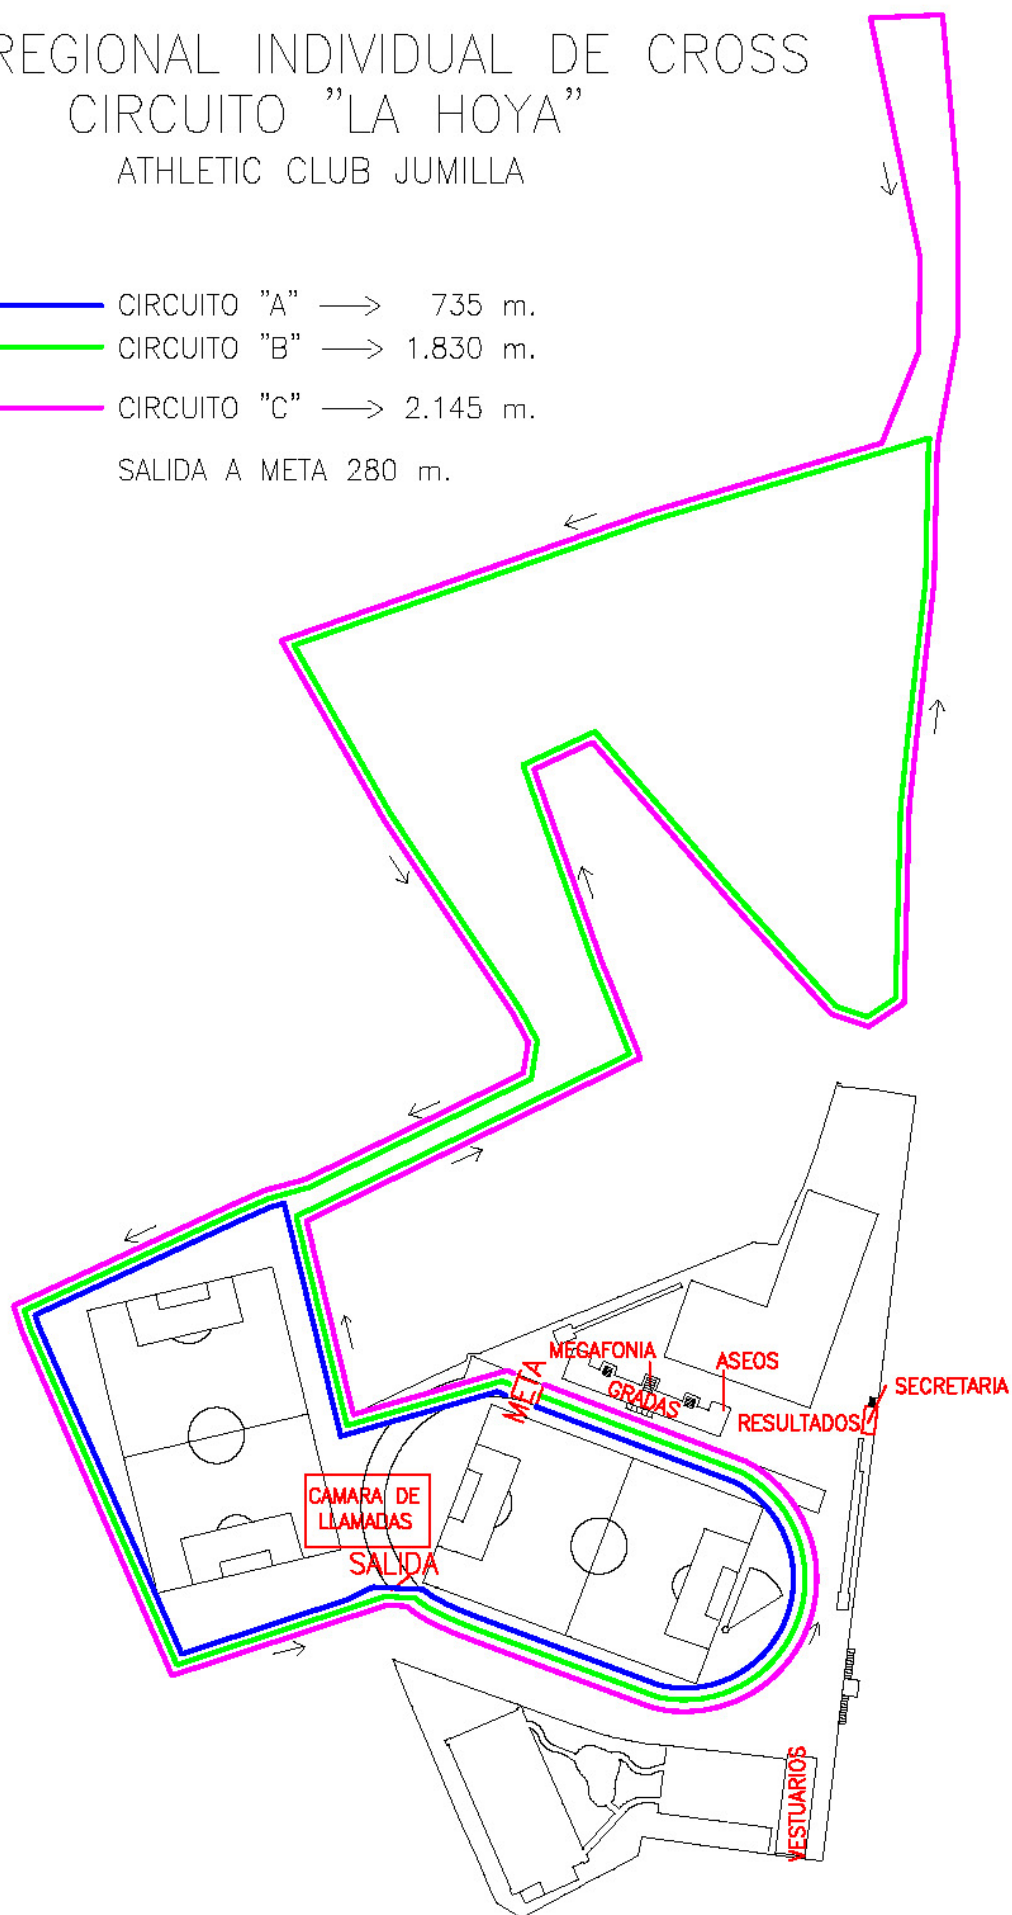 REGIONAL INDIVIDUAL DE CROSS
CIRCUITO "LA HOYA"
ATHLETIC CLUB JUMILLA
CIRCUITO "A" → 735 m.
CIRCUITO "B" → 1.830 m.
CIRCUITO "C" → 2.145 m.
SALIDA A META 280 m.
MEGAFONIA
ASEOS
META
GRADAS
SECRETARIA
RESULTADOS
CAMARA DE
LLAMADAS
SALIDA
VESTUARIOS